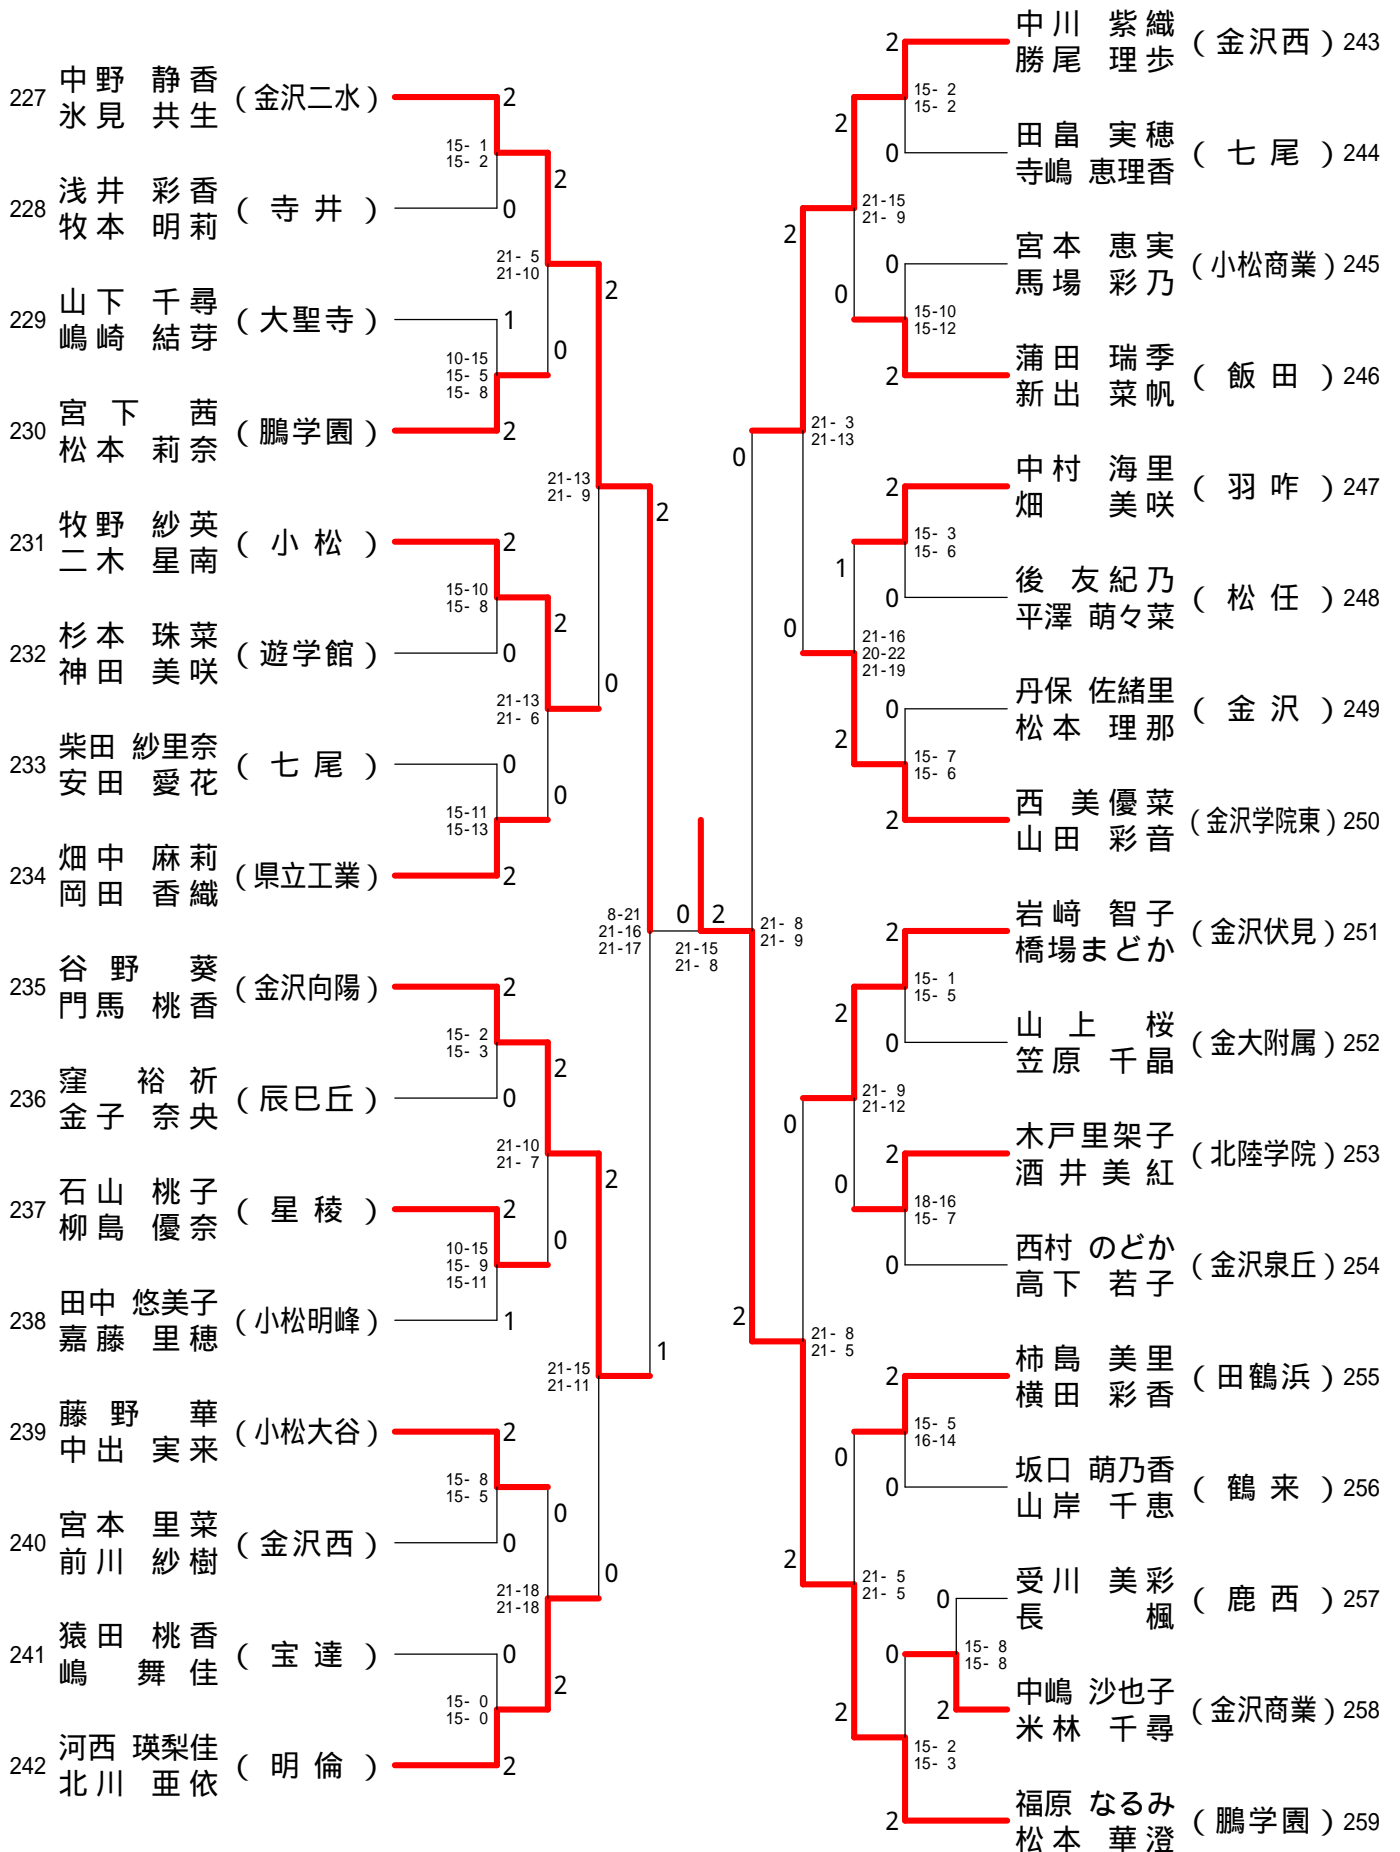 227 中野 静香 (金沢二水) 2
氷見 共生
15- 1
15- 2
2
228 浅井 彩香 (寺井) 0
牧本 明莉
21- 5
21-10
2
229 山下 千尋 (大聖寺) 1
嶋崎 結芽
10-15
15- 5
15- 8
0
230 宮下 茜 (鵬学園) 2
松本 莉奈
21-13
21- 9
2
231 牧野 紗英 (小松) 2
二木 星南
15-10
15- 8
2
232 杉本 珠菜 (遊学館) 0
神田 美咲
21-13
21- 6
0
233 柴田 紗里奈 (七尾) 0
安田 愛花
15-11
15-13
0
234 畑中 麻莉 (県立工業) 2
岡田 香織
8-21
21-16
21-17
0
235 谷野 葵 (金沢向陽) 2
門馬 桃香
15- 2
15- 3
2
236 窪 裕祈 (辰巳丘) 0
金子 奈央
21-10
21- 7
2
237 石山 桃子 (星稜) 2
柳島 優奈
10-15
15- 9
15-11
0
238 田中 悠美子 (小松明峰) 1
嘉藤 里穂
21-15
21-11
1
239 藤野 華 (小松大谷) 2
中出 実来
15- 8
15- 5
0
240 宮本 里菜 (金沢西) 0
前川 紗樹
21-18
21-18
0
241 猿田 桃香 (宝達) 0
嶋 舞佳
15- 0
15- 0
2
242 河西 瑛梨佳 (明倫) 2
北川 亜依
21-15
21- 8
2
2 中川 紫織 (金沢西) 243
勝尾 理歩
15- 2
15- 2
2
0 田畠 実穂 (七尾) 244
寺嶋 恵理香
21-15
21- 9
2
0 宮本 恵実 (小松商業) 245
馬場 彩乃
15-10
15-12
0
2 蒲田 瑞季 (飯田) 246
新出 菜帆
21- 3
21-13
0
2 中村 海里 (羽咋) 247
畑 美咲
15- 3
15- 6
1
0 後 友紀乃 (松任) 248
平澤 萌々菜
21-16
20-22
21-19
0
0 丹保 佐緒里 (金沢) 249
松本 理那
15- 7
15- 6
2
2 西 美優菜 (金沢学院東) 250
山田 彩音
21- 8
21- 9
2 岩﨑 智子 (金沢伏見) 251
橋場まどか
15- 1
15- 5
2
0 山上 桜 (金大附属) 252
笠原 千晶
21- 9
21-12
0
2 木戸里架子 (北陸学院) 253
酒井美紅
18-16
15- 7
0
0 西村 のどか (金沢泉丘) 254
高下 若子
21- 8
21- 5
2
2 柿島 美里 (田鶴浜) 255
横田 彩香
15- 5
16-14
0
0 坂口 萌乃香 (鶴来) 256
山岸 千恵
21- 5
21- 5
2
0 受川 美彩 (鹿西) 257
長 楓
15- 8
15- 8
0
2 中嶋 沙也子 (金沢商業) 258
米林 千尋
15- 2
15- 3
2
2 福原 なるみ (鵬学園) 259
松本 華澄